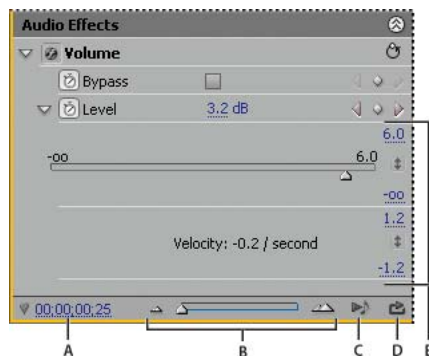 Audio Effects
Volume
Bypass
Level 3.2 dB
6.0
-oo 6.0
-oo
1.2
Velocity: -0.2 / second
-1.2
00;00;00;25
A B C D E